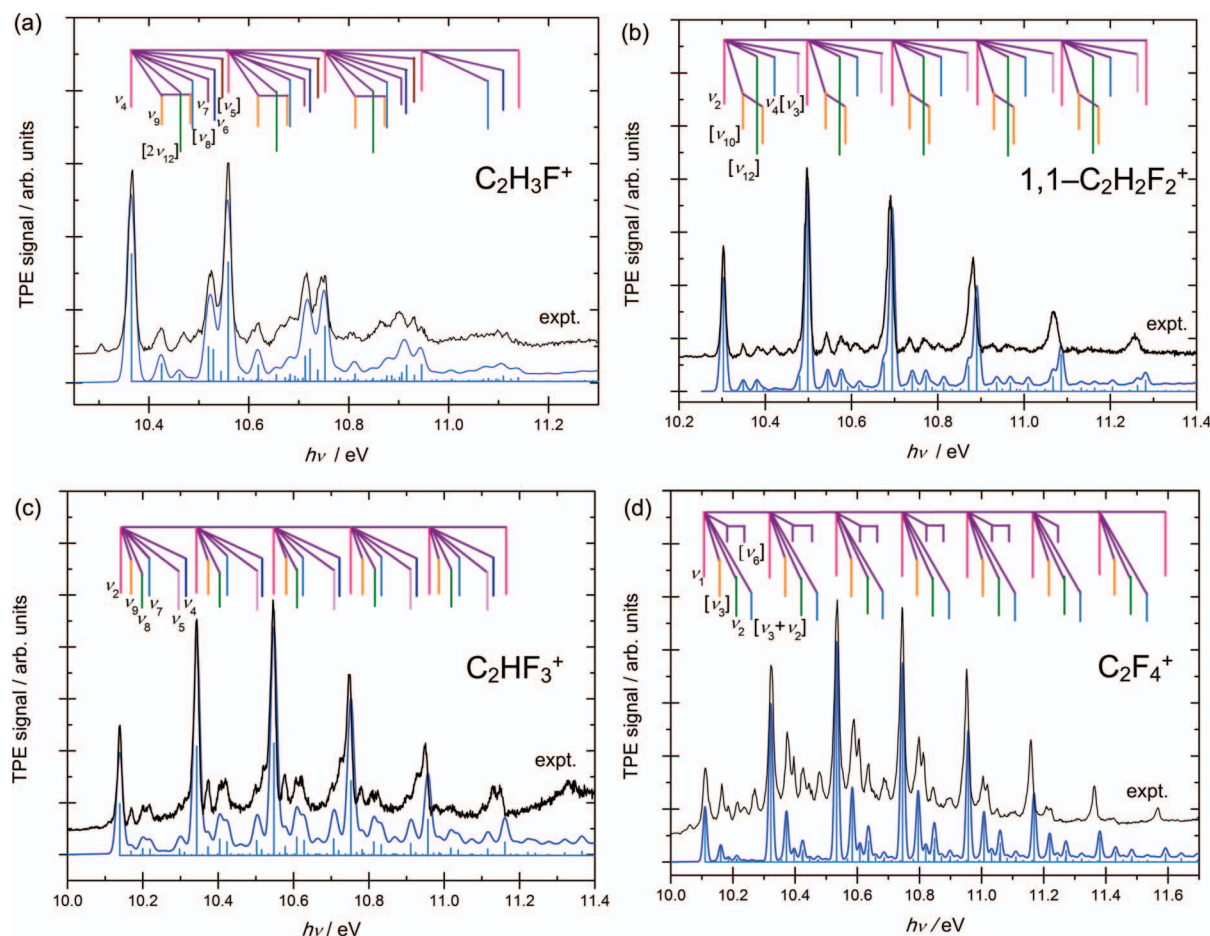 (a)
ν4
ν9
[2ν12]
[ν8]
ν7
[ν5]
ν6
C2H3F+
expt.
TPE signal / arb. units
10.4 10.6 10.8 11.0 11.2
hν / eV
(b)
ν2
[ν10]
[ν12]
ν4[ν3]
1,1–C2H2F2+
expt.
TPE signal / arb. units
10.2 10.4 10.6 10.8 11.0 11.2 11.4
hν / eV
(c)
ν2
ν9
ν8
ν7
ν5
ν4
C2HF3+
expt.
TPE signal / arb. units
10.0 10.2 10.4 10.6 10.8 11.0 11.2 11.4
hν / eV
(d)
[ν6]
ν1
[ν3]
ν2
[ν3 + ν2]
C2F4+
expt.
TPE signal / arb. units
10.0 10.2 10.4 10.6 10.8 11.0 11.2 11.4 11.6
hν / eV